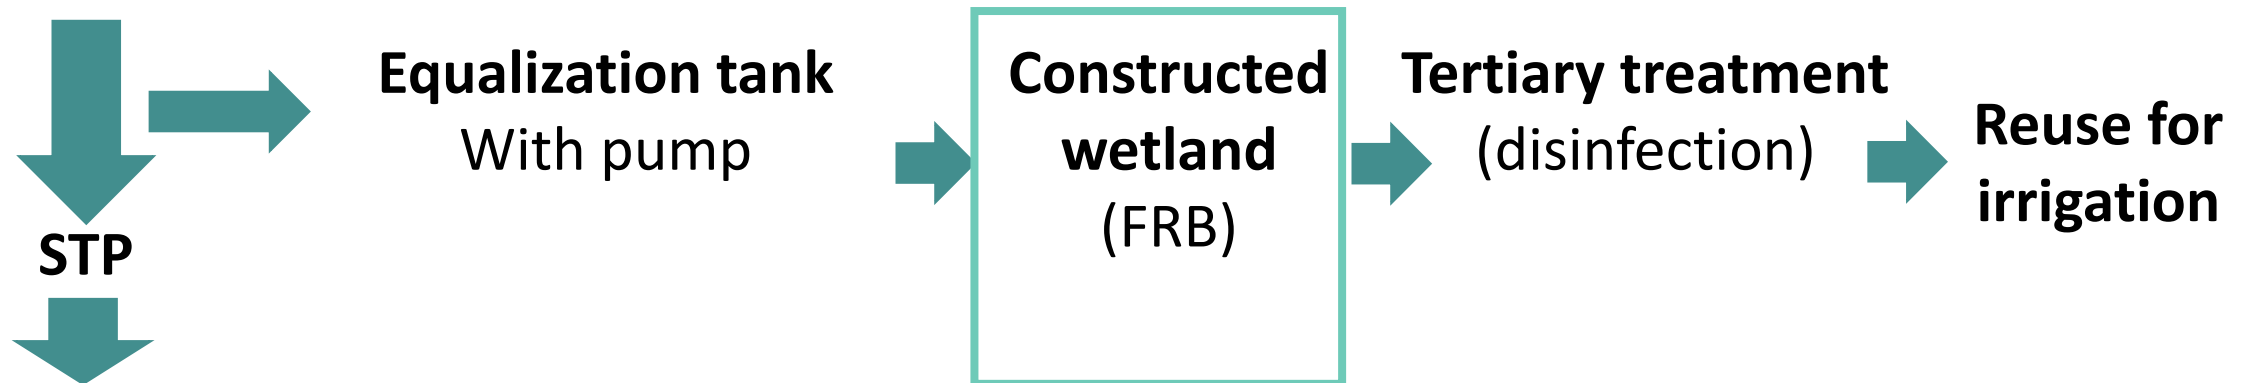 STP
Equalization tank
With pump
Constructed
wetland
(FRB)
Tertiary treatment
(disinfection)
Reuse for
irrigation